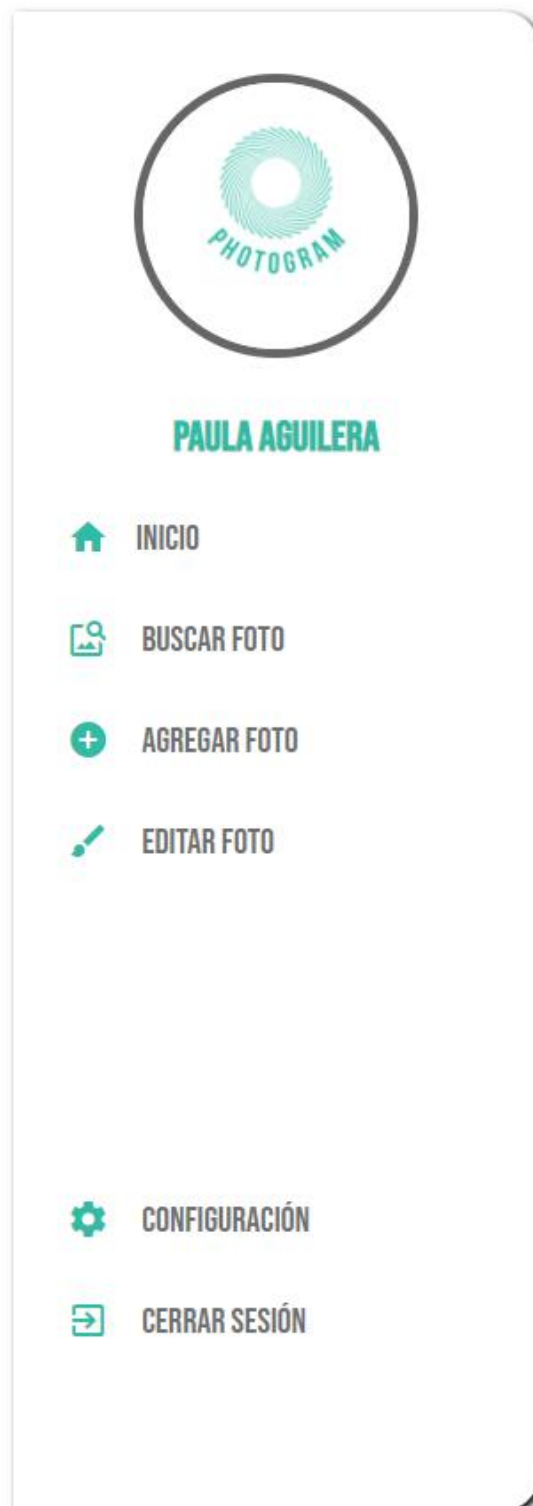 PHOTOGRAM
PAULA AGUILERA
INICIO
BUSCAR FOTO
AGREGAR FOTO
EDITAR FOTO
CONFIGURACIÓN
CERRAR SESIÓN